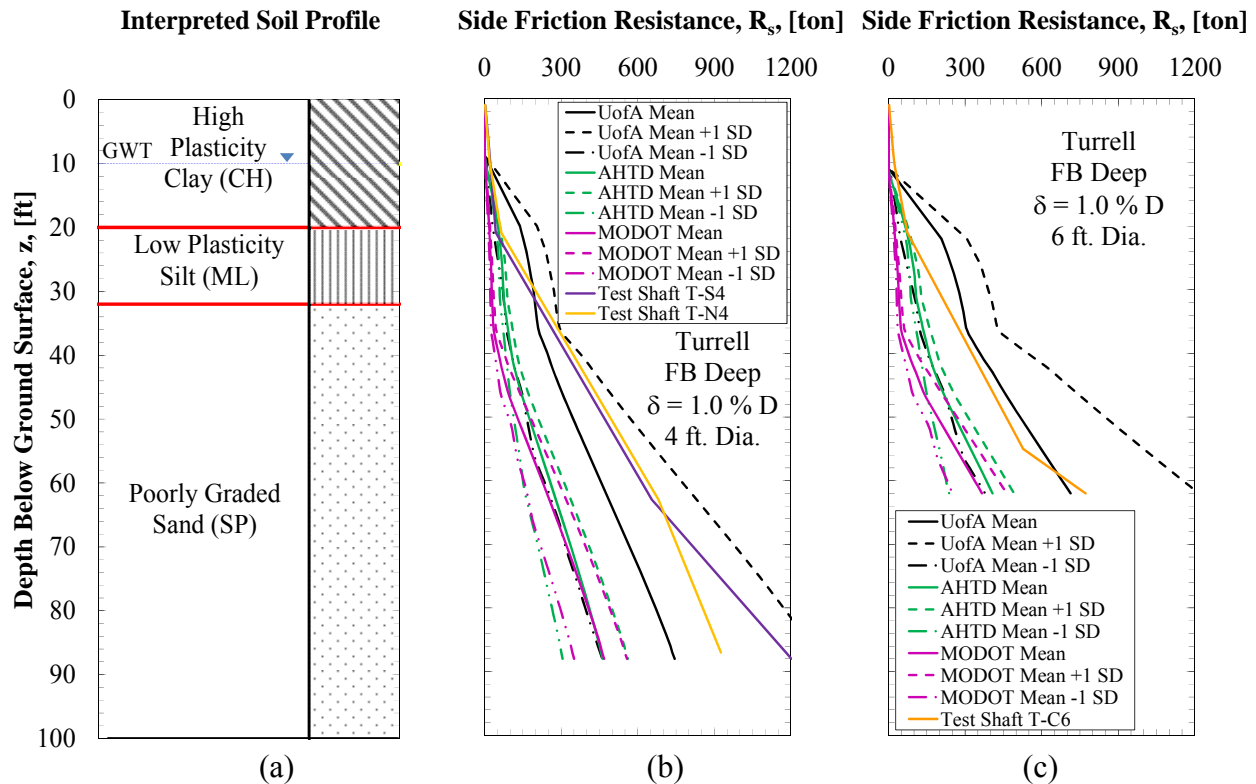 Interpreted Soil Profile
Side Friction Resistance, Rs, [ton]
Side Friction Resistance, Rs, [ton]
Depth Below Ground Surface, z, [ft]
0
10
20
30
40
50
60
70
80
90
100
GWT
High
Plasticity
Clay (CH)
Low Plasticity
Silt (ML)
Poorly Graded
Sand (SP)
(a)
0 300 600 900 1200
UofA Mean
UofA Mean +1 SD
UofA Mean -1 SD
AHTD Mean
AHTD Mean +1 SD
AHTD Mean -1 SD
MODOT Mean
MODOT Mean +1 SD
MODOT Mean -1 SD
Test Shaft T-S4
Test Shaft T-N4
Turrell
FB Deep
δ = 1.0 % D
4 ft. Dia.
(b)
0 300 600 900 1200
Turrell
FB Deep
δ = 1.0 % D
6 ft. Dia.
UofA Mean
UofA Mean +1 SD
UofA Mean -1 SD
AHTD Mean
AHTD Mean +1 SD
AHTD Mean -1 SD
MODOT Mean
MODOT Mean +1 SD
MODOT Mean -1 SD
Test Shaft T-C6
(c)